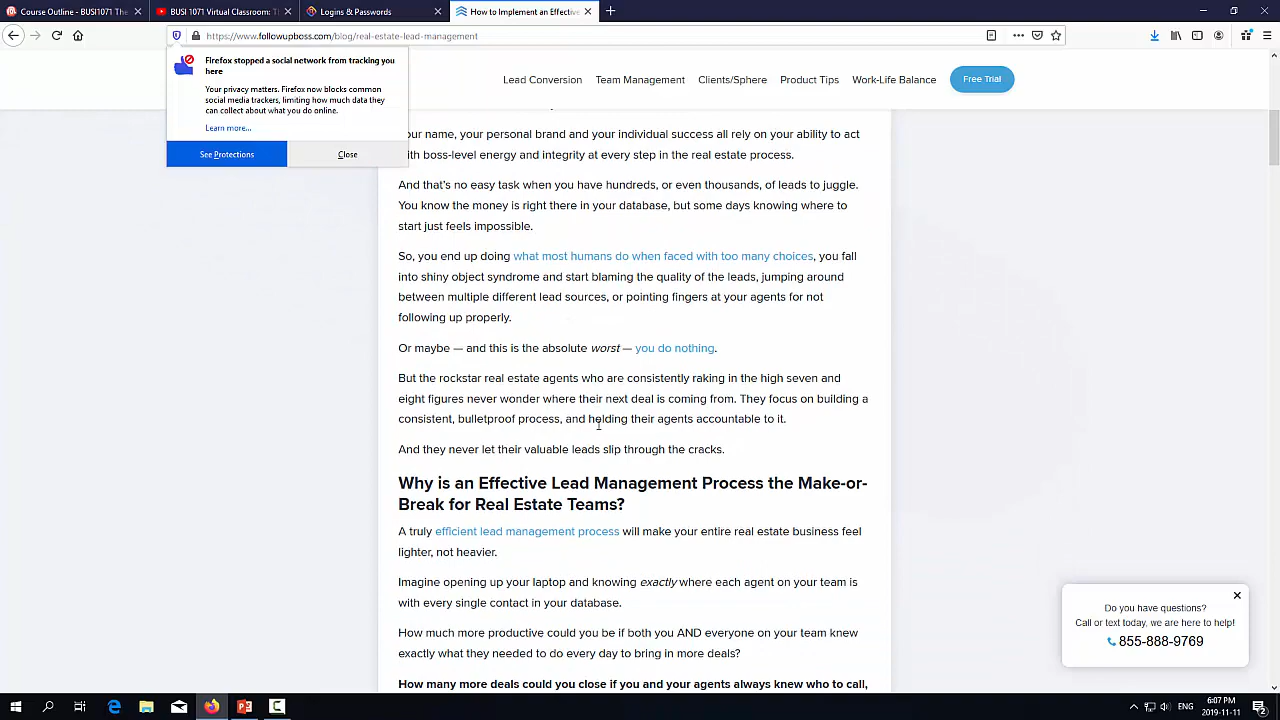 Course Outline - BUSI1071 The
BUSI 1071 Virtual Classroom: T
Logins & Passwords
How to Implement an Effective
https://www.followupboss.com/blog/real-estate-lead-management
Firefox stopped a social network from tracking you
here
Your privacy matters. Firefox now blocks common
social media trackers, limiting how much data they
can collect about what you do online.
Learn more...
See Protections
Close
Lead Conversion
Team Management
Clients/Sphere
Product Tips
Work-Life Balance
Free Trial
our name, your personal brand and your individual success all rely on your ability to act
with boss-level energy and integrity at every step in the real estate process.
And that's no easy task when you have hundreds, or even thousands, of leads to juggle.
You know the money is right there in your database, but some days knowing where to
start just feels impossible.
So, you end up doing what most humans do when faced with too many choices, you fall
into shiny object syndrome and start blaming the quality of the leads, jumping around
between multiple different lead sources, or pointing fingers at your agents for not
following up properly.
Or maybe — and this is the absolute worst — you do nothing.
But the rockstar real estate agents who are consistently raking in the high seven and
eight figures never wonder where their next deal is coming from. They focus on building a
consistent, bulletproof process, and holding their agents accountable to it.
And they never let their valuable leads slip through the cracks.
Why is an Effective Lead Management Process the Make-or-
Break for Real Estate Teams?
A truly efficient lead management process will make your entire real estate business feel
lighter, not heavier.
Imagine opening up your laptop and knowing exactly where each agent on your team is
with every single contact in your database.
How much more productive could you be if both you AND everyone on your team knew
exactly what they needed to do every day to bring in more deals?
How many more deals could you close if you and your agents always knew who to call,
Do you have questions?
Call or text today, we are here to help!
855-888-9769
ENG
6:07 PM
2019-11-11
2